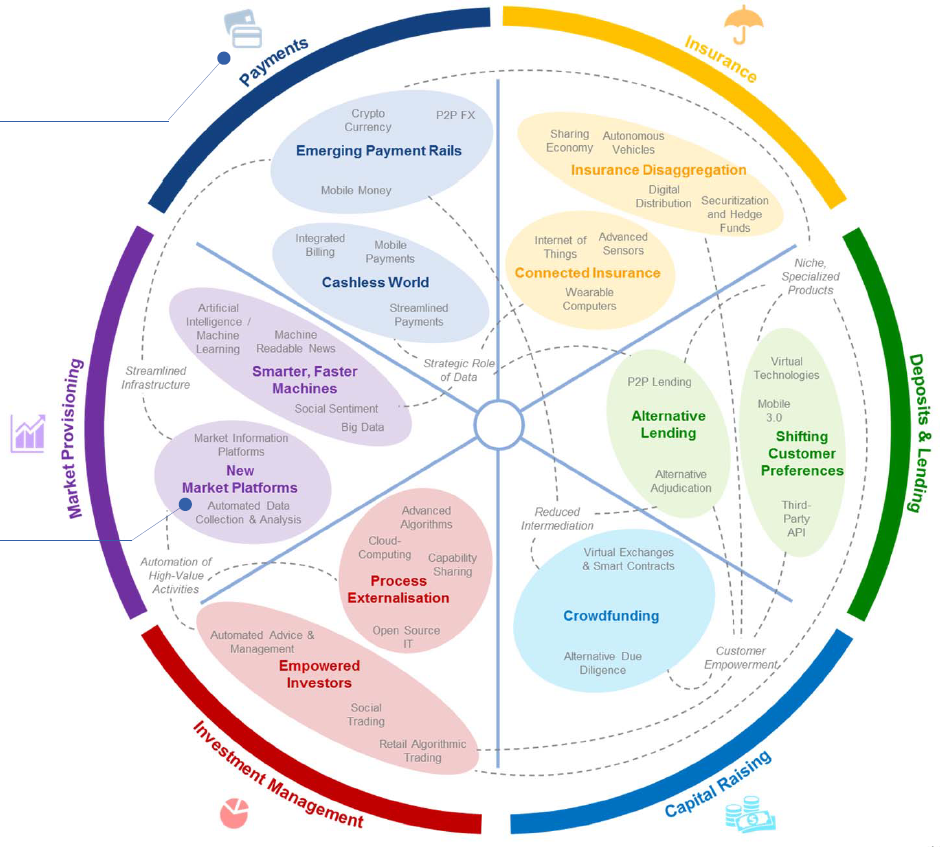 Payments
Insurance
Crypto
Currency
P2P FX
Emerging Payment Rails
Mobile Money
Sharing
Economy
Autonomous
Vehicles
Insurance Disaggregation
Digital
Distribution
Securitization
and Hedge
Funds
Integrated
Billing
Mobile
Payments
Cashless World
Streamlined
Payments
Internet of
Things
Advanced
Sensors
Connected Insurance
Wearable
Computers
Niche,
Specialized
Products
Artificial
Intelligence /
Machine
Learning
Machine
Readable News
Smarter, Faster
Machines
Social Sentiment
Big Data
Streamlined
Infrastructure
Strategic Role
of Data
P2P Lending
Alternative
Lending
Alternative
Adjudication
Virtual
Technologies
Mobile
3.0
Shifting
Customer
Preferences
Third-
Party
API
Market Provisioning
Deposits & Lending
Market Information
Platforms
New
Market Platforms
Automated Data
Collection & Analysis
Advanced
Algorithms
Cloud-
Computing
Capability
Sharing
Process
Externalisation
Open Source
IT
Reduced
Intermediation
Virtual Exchanges
& Smart Contracts
Crowdfunding
Alternative Due
Diligence
Automation of
High-Value
Activities
Automated Advice &
Management
Empowered
Investors
Social
Trading
Retail Algorithmic
Trading
Customer
Empowerment
Investment Management
Capital Raising